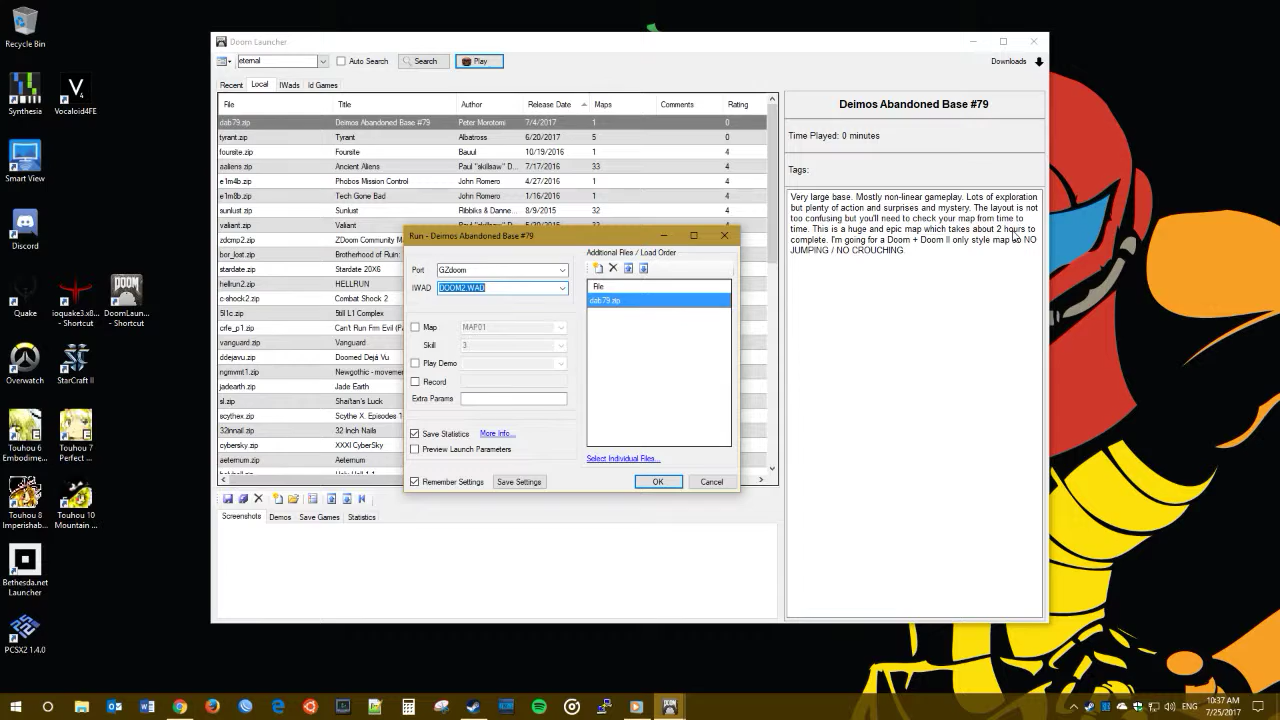 Recycle Bin
Synthesia
Vocaloid4FE
Smart View
Discord
Quake
ioquake3.x8...
- Shortcut
DoomLaun...
- Shortcut
Overwatch
StarCraft II
Touhou 6
Embodime...
Touhou 7
Perfect ...
Touhou 8
Imperishab...
Touhou 10
Mountain ...
Bethesda.net
Launcher
PCSX2 1.4.0
Doom Launcher
eternal
Auto Search
Search
Play
Downloads
Recent
Local
IWads
Id Games
File Title Author Release Date Maps Comments Rating
dab79.zip Deimos Abandoned Base #79 Peter Morotomi 7/4/2017 1 0
tyrant.zip Tyrant Albatross 6/20/2017 5 0
foursite.zip Foursite Bauul 10/19/2016 1 4
aaliens.zip Ancient Aliens Paul "skillsaw" D... 7/17/2016 33 4
e1m4b.zip Phobos Mission Control John Romero 4/27/2016 1 4
e1m8b.zip Tech Gone Bad John Romero 1/16/2016 1 4
sunlust.zip Sunlust Ribbiks & Danne... 8/9/2015 32 4
valiant.zip Valiant Paul "skillsaw" D...
zdcmp2.zip ZDoom Community M
bor_lost.zip Brotherhood of Ruin:
stardate.zip Stardate 20X6
hellrun.zip HELLRUN
c-shock2.zip Combat Shock 2
5l1c.zip 5till L1 Complex
crfe_p1.zip Can't Run Frm Evil (P
vanguard.zip Vanguard
ddejavu.zip Doomed Dejá Vu
ngmvmt1.zip Newgothic - movemen
jadearth.zip Jade Earth
sl.zip Shaitan's Luck
scythex.zip Scythe X. Episodes 1
32innail.zip 32 Inch Nails
cybersky.zip XXXI CyberSky
aeternum.zip Aeternum
Screenshots
Demos
Save Games
Statistics
Deimos Abandoned Base #79
Time Played: 0 minutes
Tags:
Very large base. Mostly non-linear gameplay. Lots of exploration
but plenty of action and surprises and mystery. The layout is not
too confusing but you'll need to check your map from time to
time. This is a huge and epic map which takes about 2 hours to
complete. I'm going for a Doom + Doom II only style map so NO
JUMPING / NO CROUCHING.
Run - Deimos Abandoned Base #79
Port GZdoom
IWAD DOOM2.WAD
Map MAP01
Skill 3
Play Demo
Record
Extra Params
Save Statistics More Info...
Preview Launch Parameters
Remember Settings
Save Settings
Additional Files / Load Order
File
dab79.zip
Select Individual Files...
OK
Cancel
ENG
10:37 AM
7/25/2017